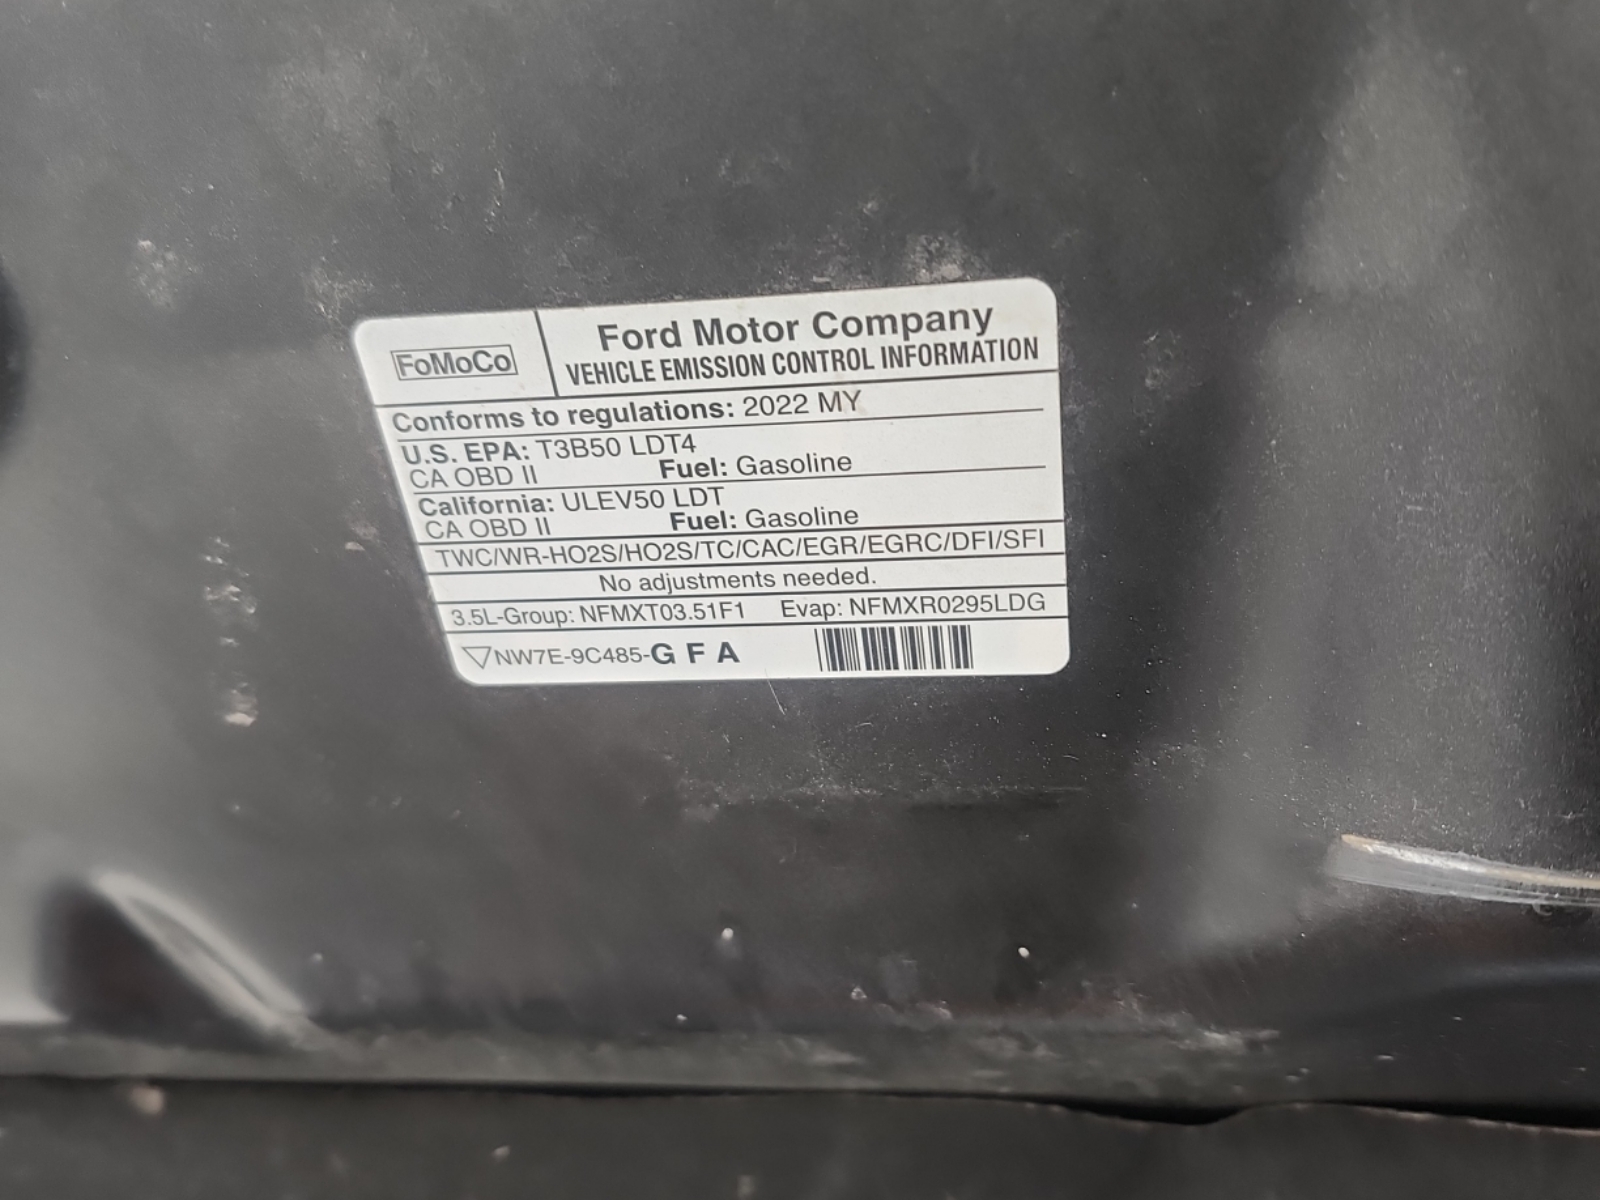 FoMoCo
Ford Motor Company
VEHICLE EMISSION CONTROL INFORMATION
Conforms to regulations: 2022 MY
U.S. EPA: T3B50 LDT4
CA OBD II Fuel: Gasoline
California: ULEV50 LDT
CA OBD II Fuel: Gasoline
TWC/WR-HO2S/HO2S/TC/CAC/EGR/EGRC/DFI/SFI
No adjustments needed.
3.5L-Group: NFMXT03.51F1 Evap: NFMXR0295LDG
NW7E-9C485-G F A